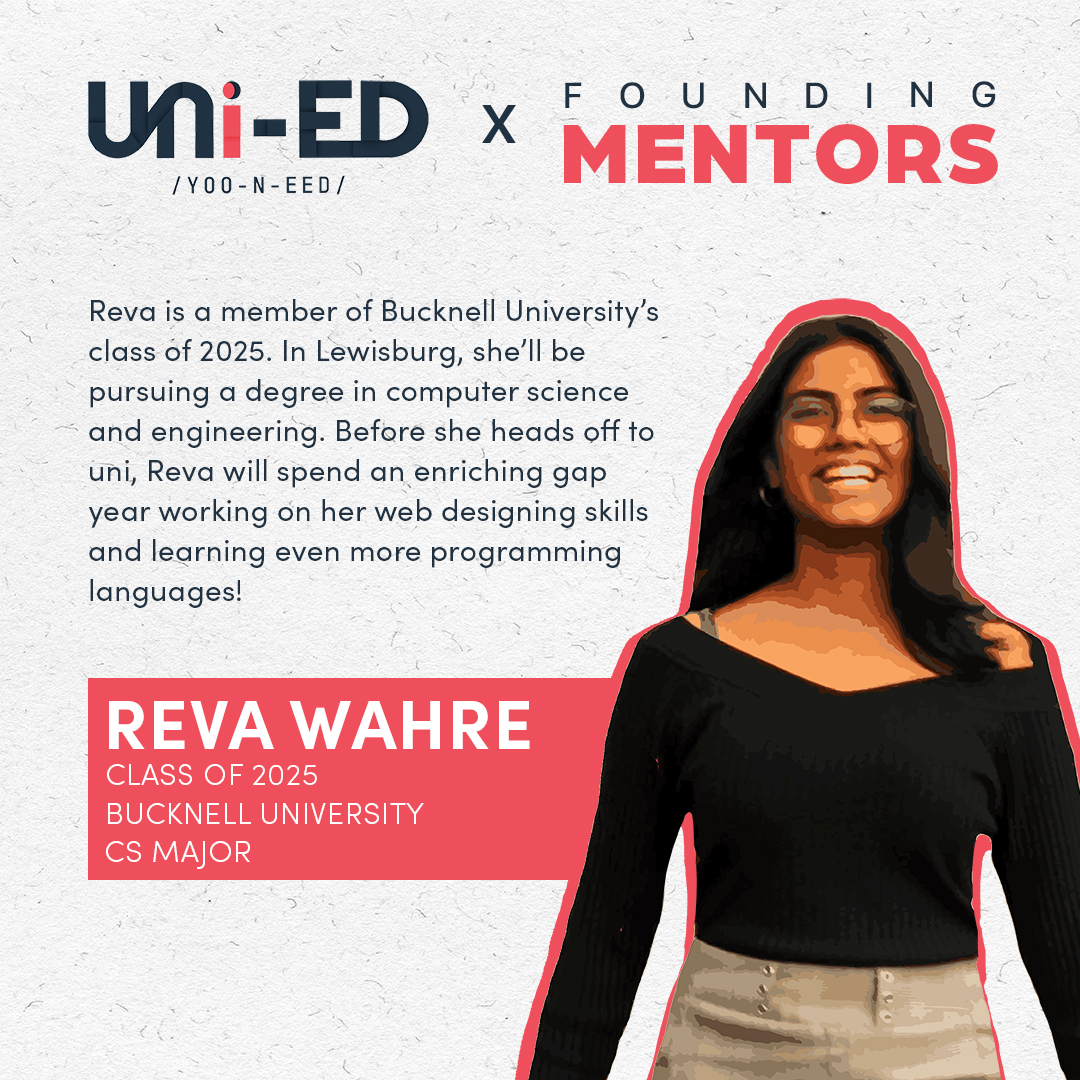 UNi-ED x FOUNDING
MENTORS
/YOO-N-EED/
Reva is a member of Bucknell University’s
class of 2025. In Lewisburg, she’ll be
pursuing a degree in computer science
and engineering. Before she heads off to
uni, Reva will spend an enriching gap
year working on her web designing skills
and learning even more programming
languages!
REVA WAHRE
CLASS OF 2025
BUCKNELL UNIVERSITY
CS MAJOR